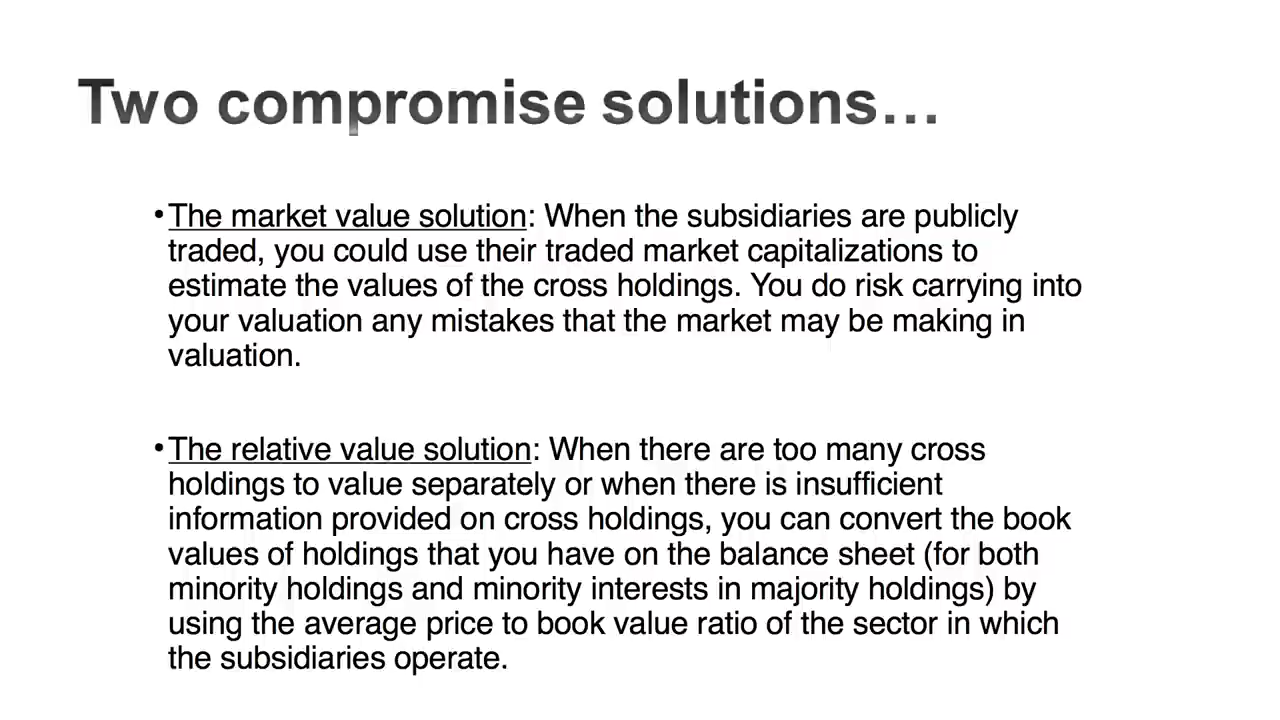 Two compromise solutions…
•The market value solution: When the subsidiaries are publicly
traded, you could use their traded market capitalizations to
estimate the values of the cross holdings. You do risk carrying into
your valuation any mistakes that the market may be making in
valuation.
•The relative value solution: When there are too many cross
holdings to value separately or when there is insufficient
information provided on cross holdings, you can convert the book
values of holdings that you have on the balance sheet (for both
minority holdings and minority interests in majority holdings) by
using the average price to book value ratio of the sector in which
the subsidiaries operate.